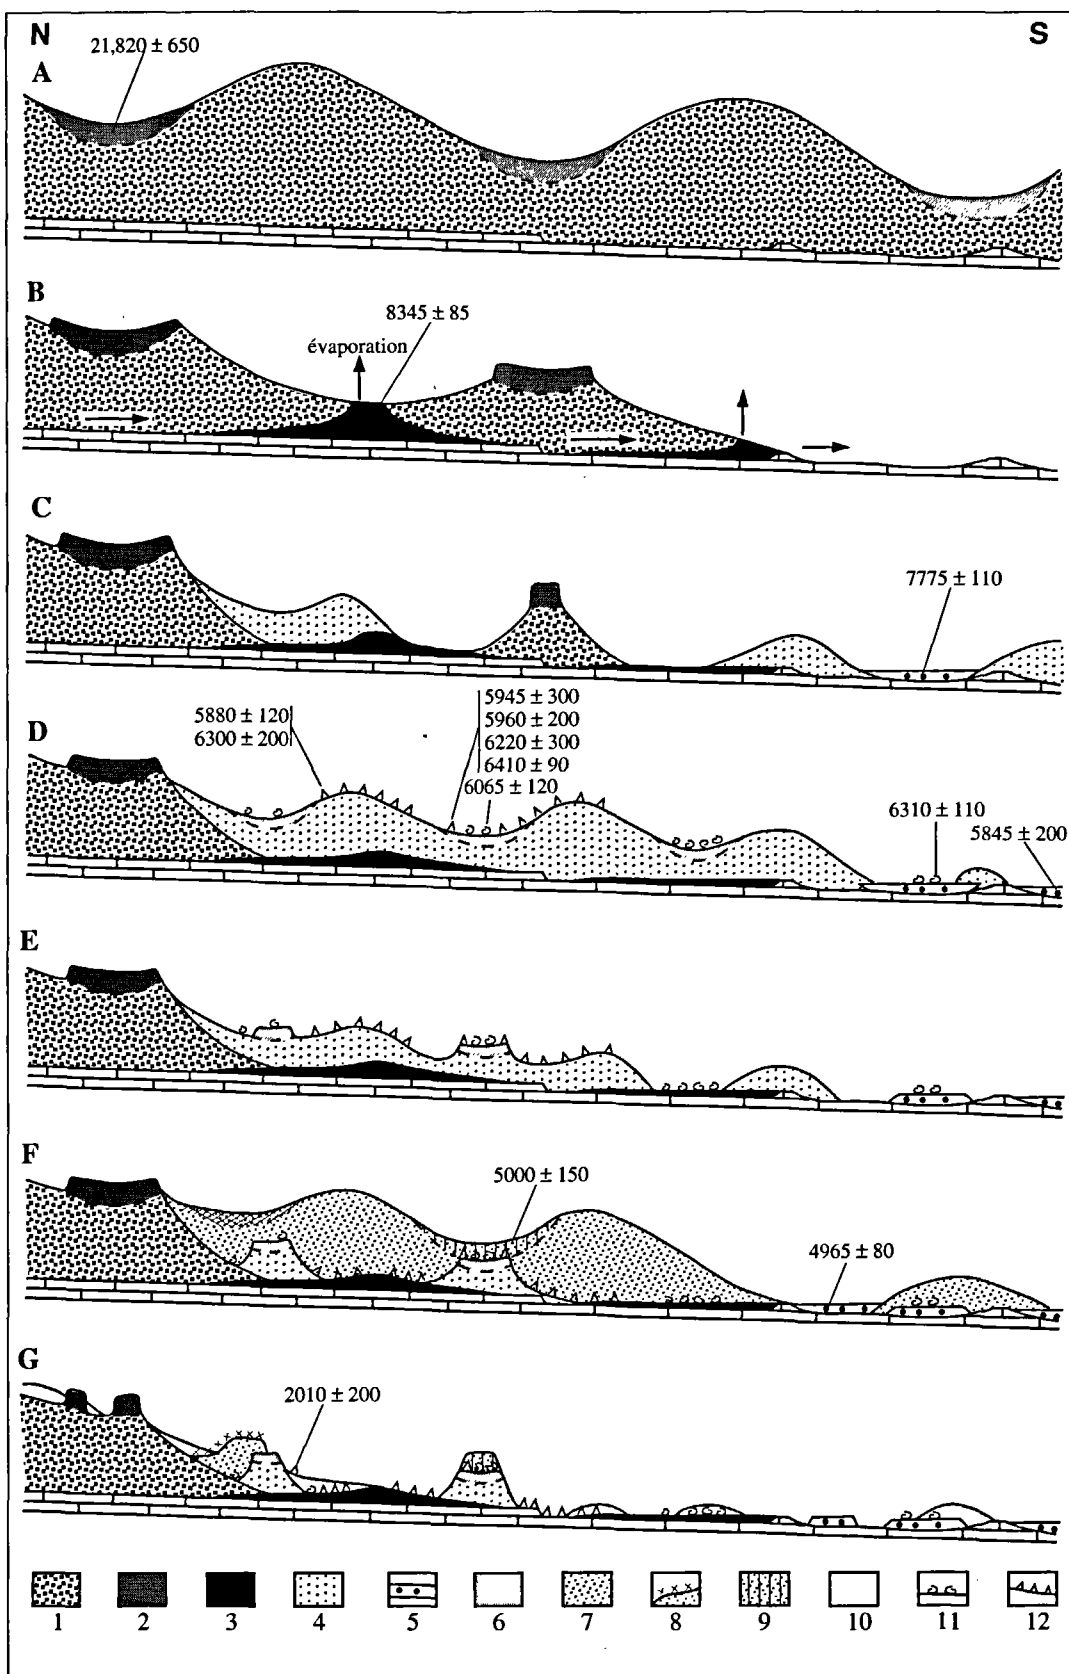 N S
21,820 ± 650
A
B
8345 ± 85
évaporation
C
7775 ± 110
D
5880 ± 120
6300 ± 200
5945 ± 300
5960 ± 200
6220 ± 300
6410 ± 90
6065 ± 120
6310 ± 110
5845 ± 200
E
F
5000 ± 150
4965 ± 80
G
2010 ± 200
1 2 3 4 5 6 7 8 9 10 11 12